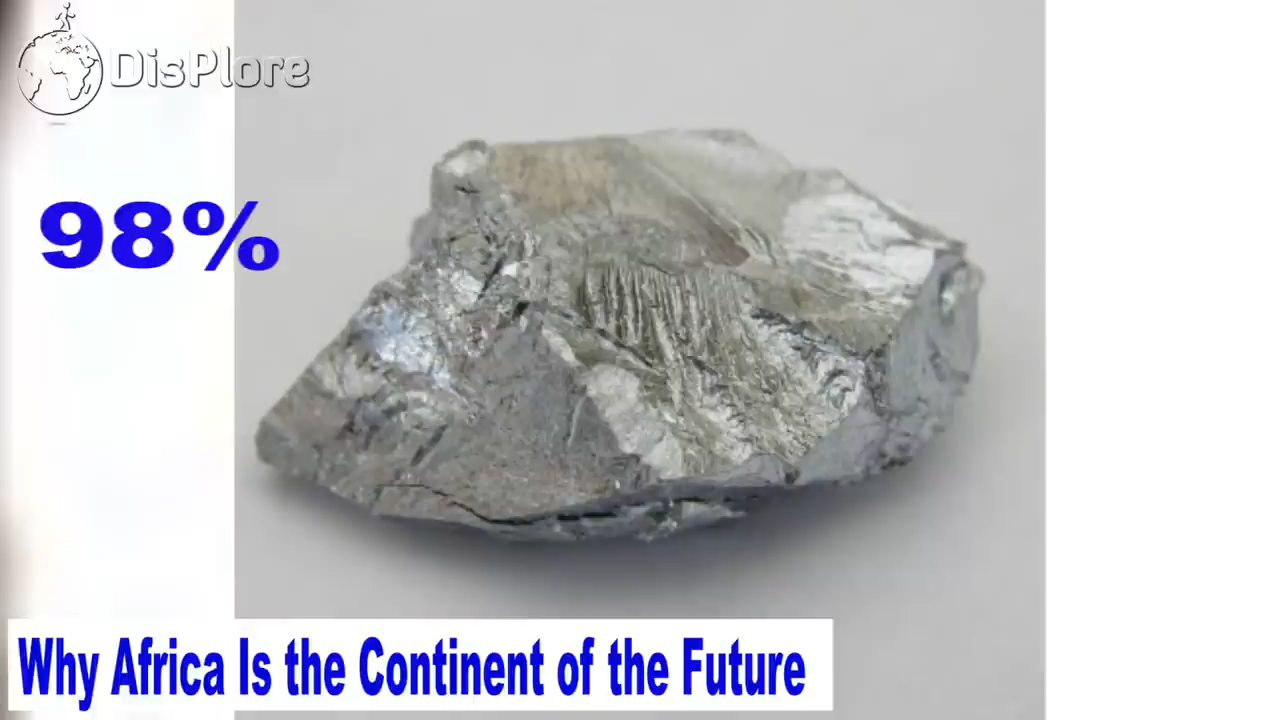 DisPlore
98%
Why Africa Is the Continent of the Future